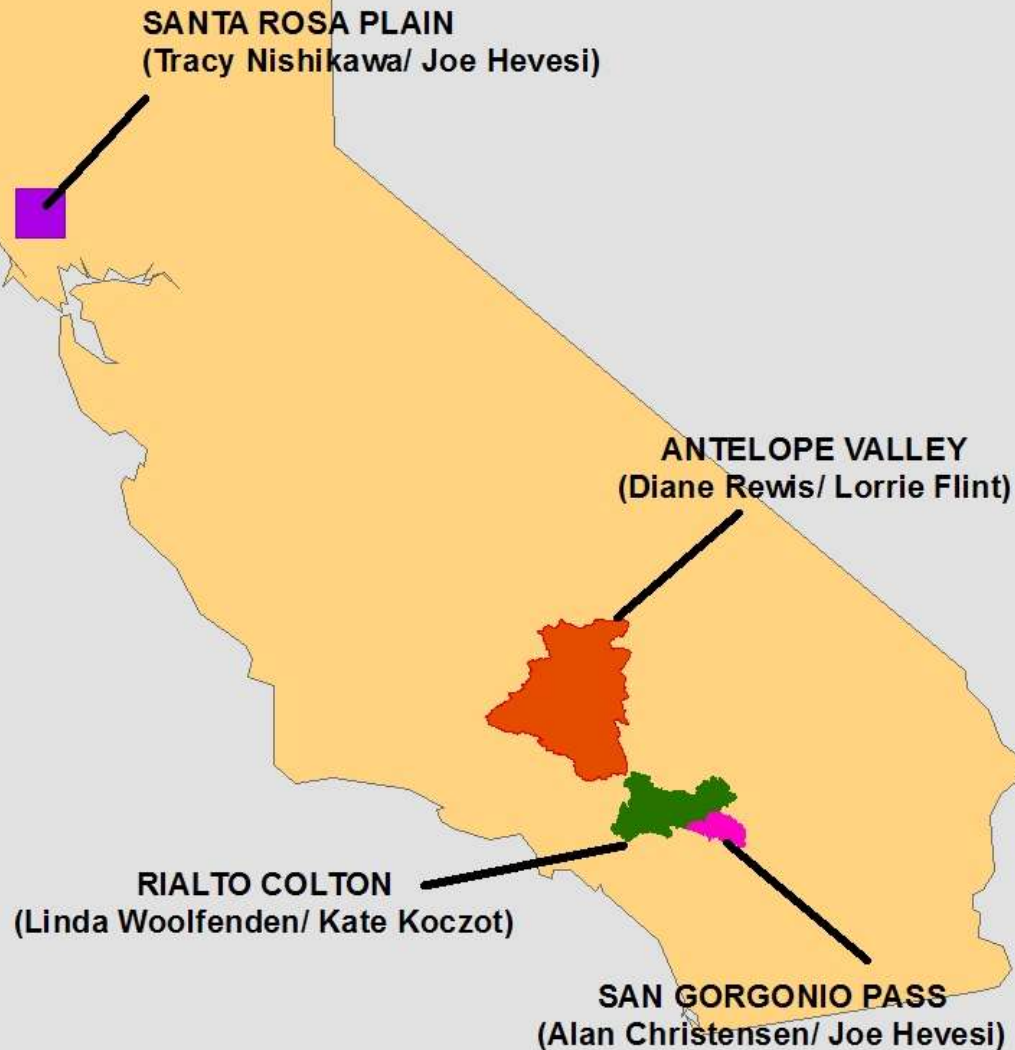 SANTA ROSA PLAIN
(Tracy Nishikawa/ Joe Hevesi)
ANTELOPE VALLEY
(Diane Rewis/ Lorrie Flint)
RIALTO COLTON
(Linda Woolfenden/ Kate Koczot)
SAN GORGONIO PASS
(Alan Christensen/ Joe Hevesi)